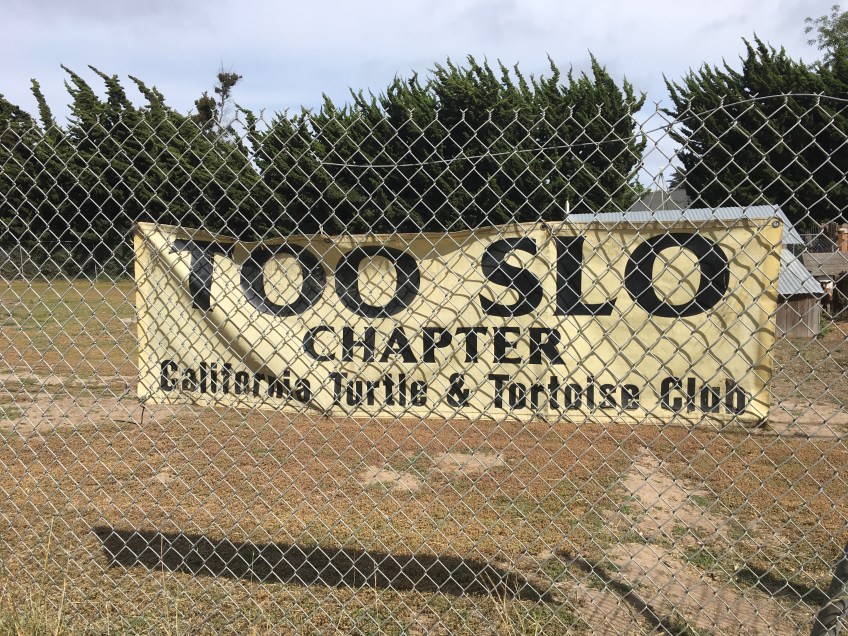 TOO SLO
CHAPTER
California Turtle & Tortoise Club